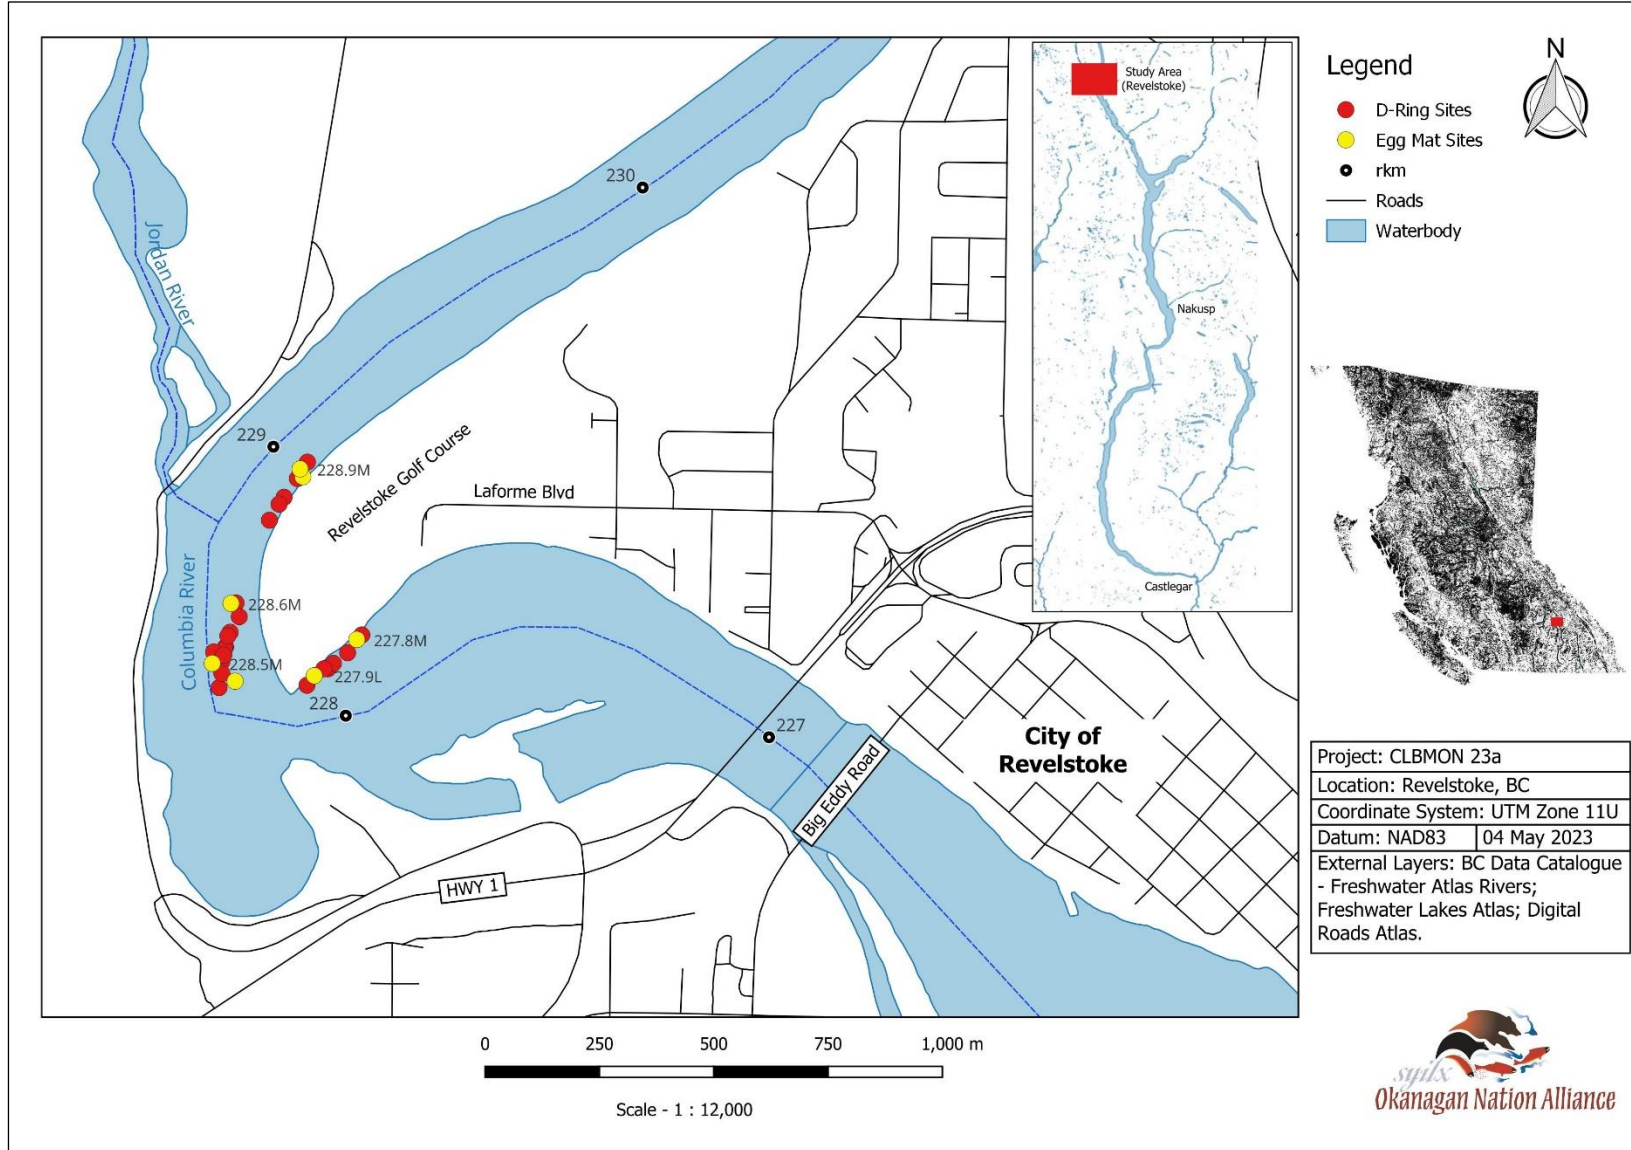 230
Jordan River
229
228.9M
Revelstoke Golf Course
Laforme Blvd
Columbia River
228.6M
228.5M
227.8M
227.9L
228
227
City of
Revelstoke
Big Eddy Road
HWY 1
Study Area
(Revelstoke)
Nakusp
Castlegar
Legend
D-Ring Sites
Egg Mat Sites
rkm
Roads
Waterbody
N
Project: CLBMON 23a
Location: Revelstoke, BC
Coordinate System: UTM Zone 11U
Datum: NAD83 04 May 2023
External Layers: BC Data Catalogue
- Freshwater Atlas Rivers;
Freshwater Lakes Atlas; Digital
Roads Atlas.
0 250 500 750 1,000 m
Scale - 1 : 12,000
syilx
Okanagan Nation Alliance